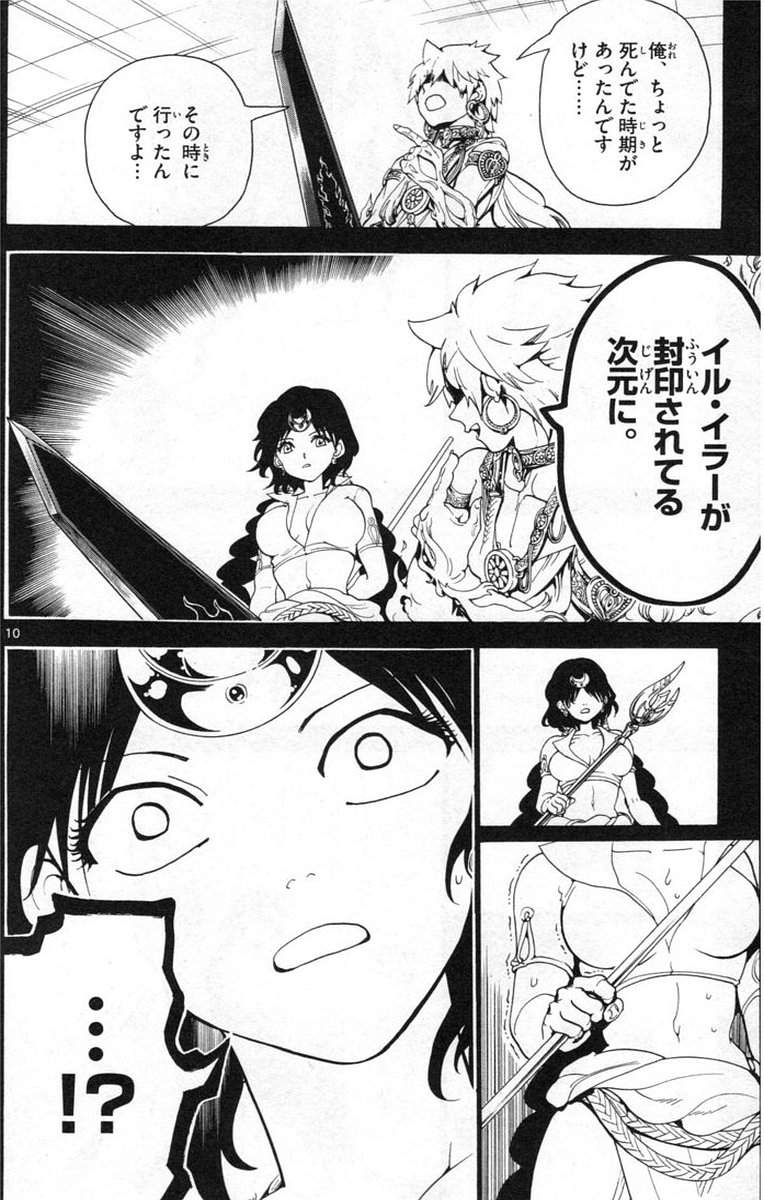 俺、ちょっと
死んでた時期が
あったんです
けど……
その時に
行ったん
ですよ…
イル・イラーが
封印されてる
次元に。
10
…
!?